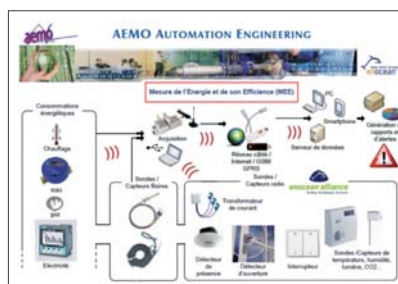 aemo
AEMO AUTOMATION ENGINEERING
enocean
Mesure de l'Energie et de son Efficience (MEE)
Consommations
énergétiques
Chauffage
eau
gaz
Electricité
Acquisition
Réseau câblé /
Internet / GSM
GPRS
PC
Smartphone
Serveur de données
Génération de
rapports et
d'alertes
Sondes /
Capteurs filaires
Sondes /
Capteurs radio
enocean alliance
Transformateur
de courant
Détecteur
de
présence
Détecteur
d'ouverture
Interrupteur
Sondes /Capteurs de
température, humidité,
lumière, CO2...